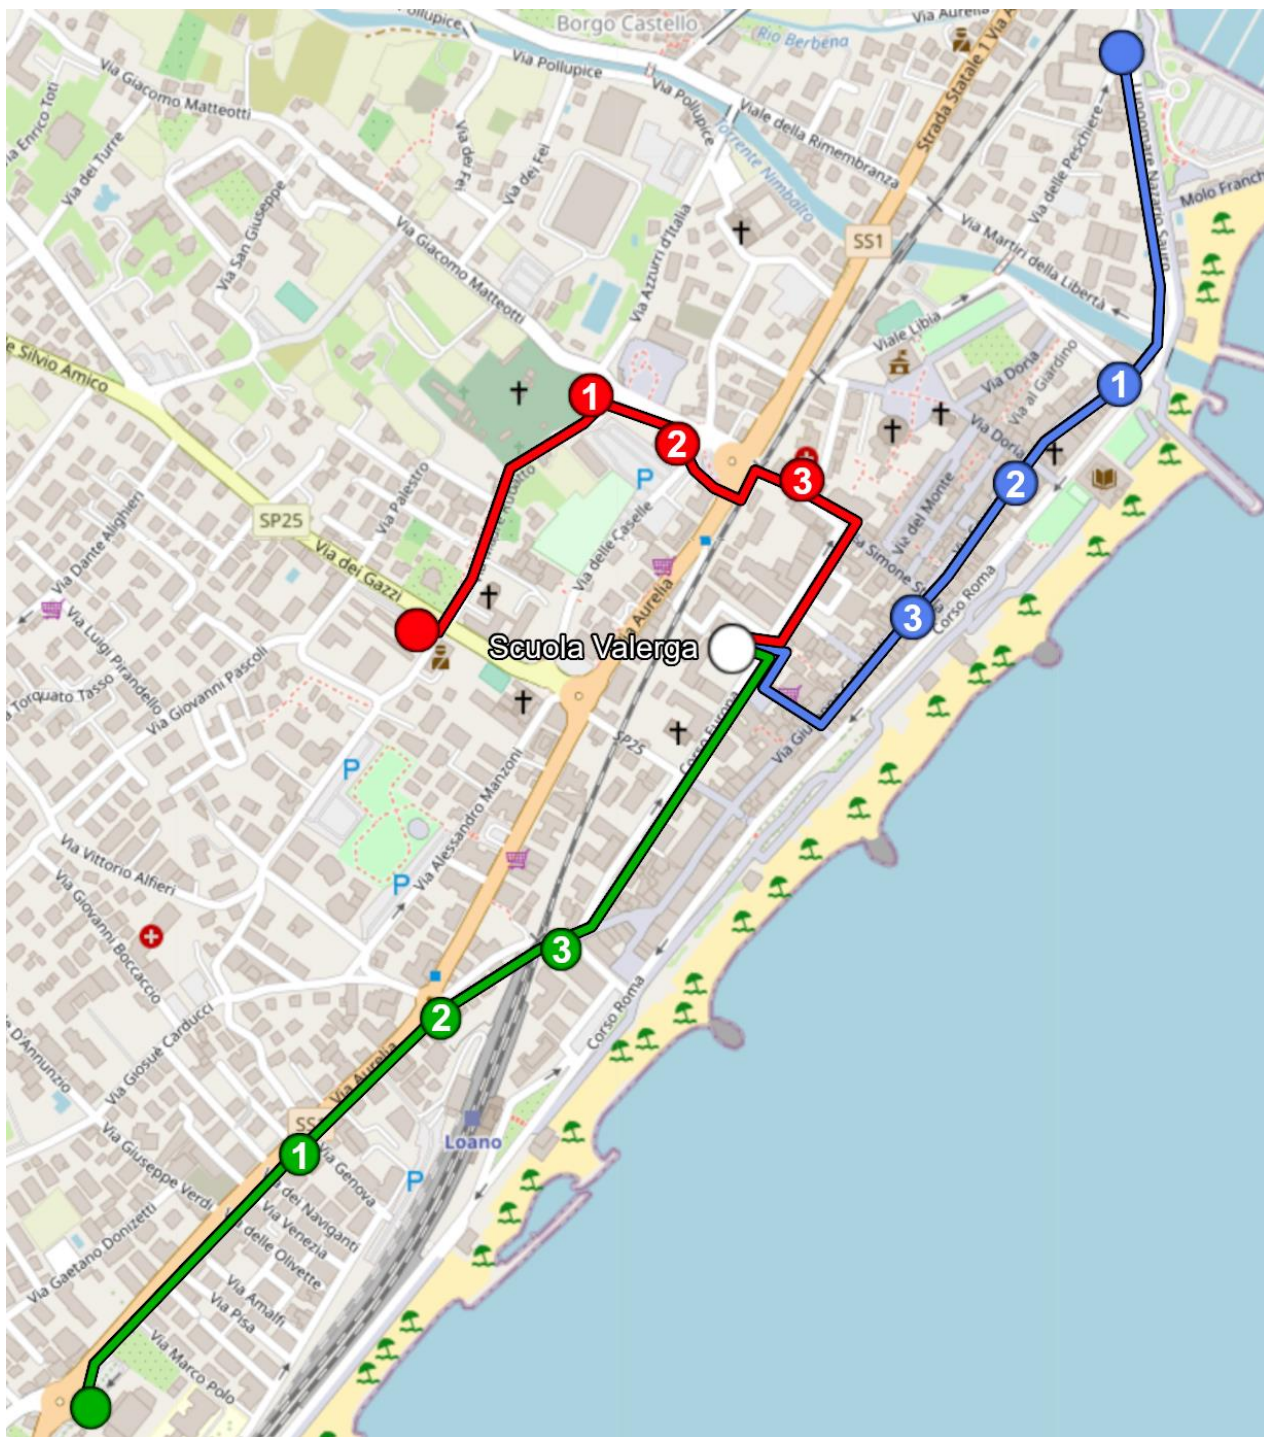 Via Pollupice
Borgo Castello
Via Aurelia
Rio Berbena
Via Pollupice
Via Giacomo Matteotti
Via Pollupice
Viale della Rimembranza
Strada Statale 1 Via A
Torrente Nimbalto
Via Enrico Toti
Via dei Turre
Via dei Fei
Via dei Fei
Via delle Peschiere
Lungomare Nazario Sauro
Molo Franch
Via San Giuseppe
Via Giacomo Matteotti
Via Azzurri d'Italia
SS1
Via Martiri della Libertà
Viale Libia
Via Doria
Via al Giardino
Via Doria
e Silvio Amico
1
1
2
2
3
3
P
SP25
Via Palestro
Via Dante Alighieri
Via dei Gazzi
Via delle Caselle
Via del Monte
Corso Roma
Via Aurelia
Scuola Valerga
Via Luigi Pirandello
Via Giovanni Pascoli
Torquato Tasso
Corso Europa
SP25
P
Via Alessandro Manzoni
Via Vittorio Alfieri
Via Giovanni Boccaccio
P
3
2
Corso Roma
e D'Annunzio
Via Giosuè Carducci
Via Aurelia
1
Loano
Via Genova
P
Via Giuseppe Verdi
Via dei Naviganti
Via Venezia
Via delle Olivette
Via Gaetano Donizetti
Via Amalfi
Via Pisa
Via Marco Polo